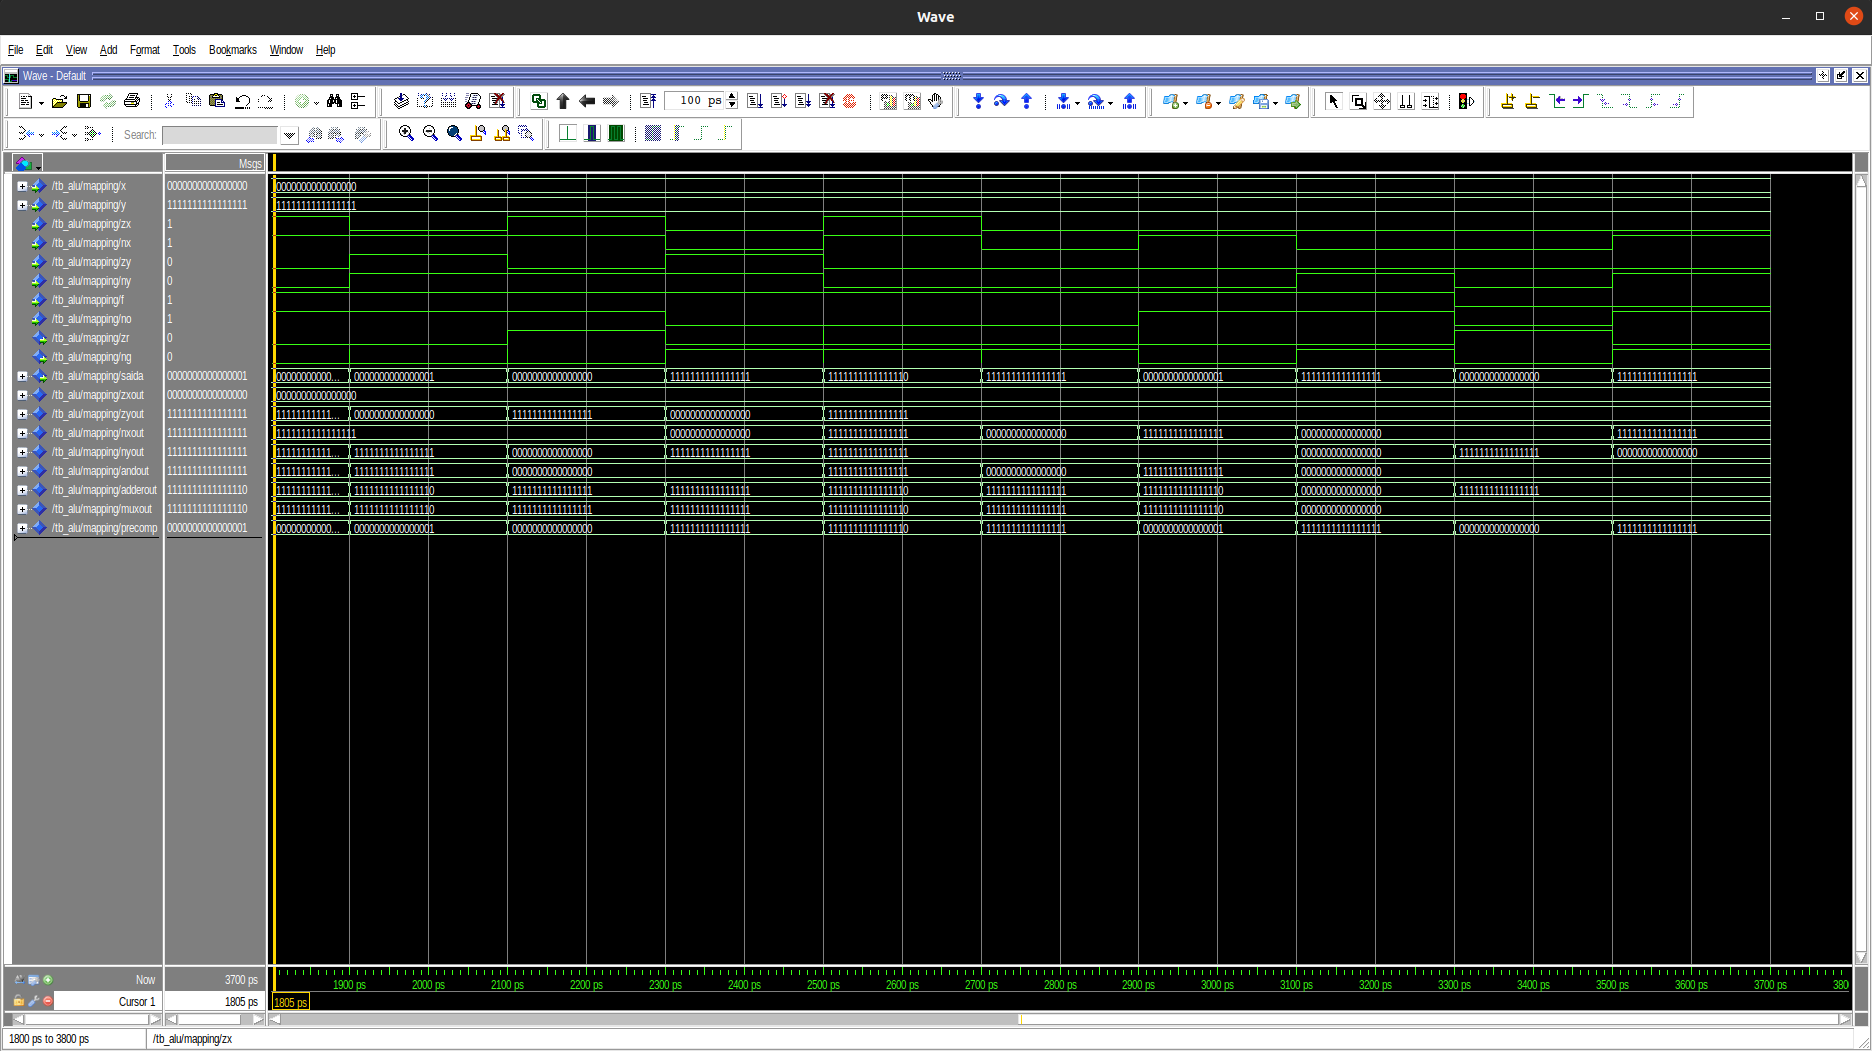 Wave
File Edit View Add Format Tools Bookmarks Window Help
Wave - Default
100 ps
Search:
Msgs
/tb_alu/mapping/x 0000000000000000 0000000000000000
/tb_alu/mapping/y 1111111111111111 1111111111111111
/tb_alu/mapping/zx 1
/tb_alu/mapping/nx 1
/tb_alu/mapping/zy 0
/tb_alu/mapping/ny 0
/tb_alu/mapping/f 1
/tb_alu/mapping/no 1
/tb_alu/mapping/zr 0
/tb_alu/mapping/ng 0
/tb_alu/mapping/saida 0000000000000001 00000000000... 0000000000000001 0000000000000000 1111111111111111 1111111111111110 1111111111111111 0000000000000001 1111111111111111 0000000000000000 1111111111111111
/tb_alu/mapping/zxout 0000000000000000 0000000000000000
/tb_alu/mapping/zyout 1111111111111111 11111111111... 0000000000000000 1111111111111111 0000000000000000 1111111111111111
/tb_alu/mapping/nxout 1111111111111111 1111111111111111 0000000000000000 1111111111111111 0000000000000000 1111111111111111 0000000000000000 1111111111111111
/tb_alu/mapping/nyout 1111111111111111 11111111111... 1111111111111111 0000000000000000 1111111111111111 1111111111111111 0000000000000000 1111111111111111 0000000000000000
/tb_alu/mapping/andout 1111111111111111 11111111111... 1111111111111111 0000000000000000 1111111111111111 0000000000000000 1111111111111111 0000000000000000
/tb_alu/mapping/adderout 1111111111111110 11111111111... 1111111111111110 1111111111111111 1111111111111111 1111111111111110 1111111111111111 1111111111111110 0000000000000000 1111111111111111
/tb_alu/mapping/muxout 1111111111111110 11111111111... 1111111111111110 1111111111111111 1111111111111111 1111111111111110 1111111111111111 1111111111111110 0000000000000000
/tb_alu/mapping/precomp 0000000000000001 00000000000... 0000000000000001 0000000000000000 1111111111111111 1111111111111110 1111111111111111 0000000000000001 1111111111111111 0000000000000000 1111111111111111
Now 3700 ps 1900 ps 2000 ps 2100 ps 2200 ps 2300 ps 2400 ps 2500 ps 2600 ps 2700 ps 2800 ps 2900 ps 3000 ps 3100 ps 3200 ps 3300 ps 3400 ps 3500 ps 3600 ps 3700 ps 380
Cursor 1 1805 ps 1805 ps
1800 ps to 3800 ps /tb_alu/mapping/zx